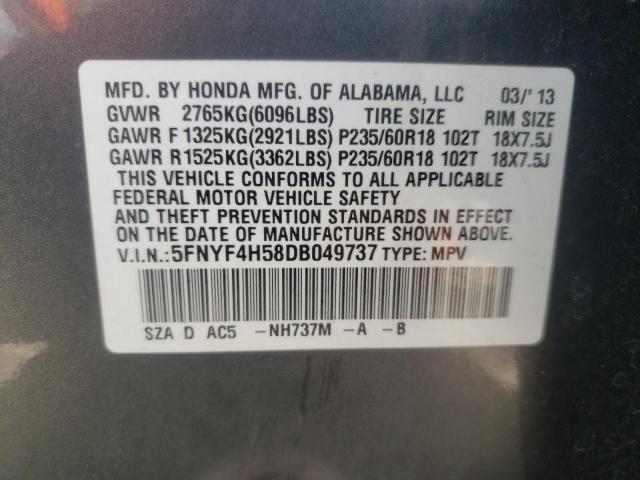 MFD. BY HONDA MFG. OF ALABAMA, LLC 03/'13
GVWR 2765KG(6096LBS) TIRE SIZE RIM SIZE
GAWR F 1325KG(2921LBS) P235/60R18 102T 18X7.5J
GAWR R 1525KG(3362LBS) P235/60R18 102T 18X7.5J
THIS VEHICLE CONFORMS TO ALL APPLICABLE
FEDERAL MOTOR VEHICLE SAFETY
AND THEFT PREVENTION STANDARDS IN EFFECT
ON THE DATE OF MANUFACTURE SHOWN ABOVE.
V.I.N.:5FNYF4H58DB049737 TYPE: MPV
SZA D AC5 -NH737M -A -B